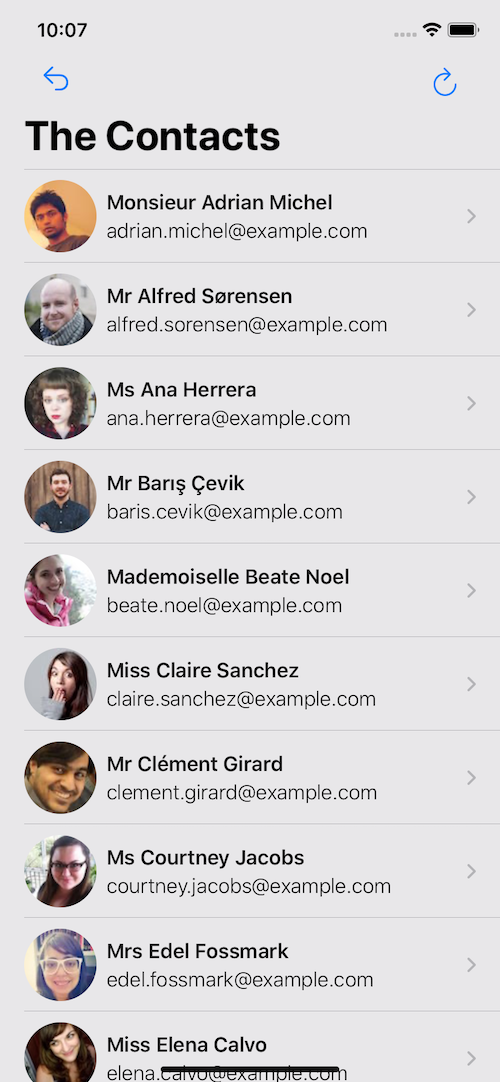 10:07
The Contacts
Monsieur Adrian Michel
adrian.michel@example.com
Mr Alfred Sørensen
alfred.sorensen@example.com
Ms Ana Herrera
ana.herrera@example.com
Mr Barış Çevik
baris.cevik@example.com
Mademoiselle Beate Noel
beate.noel@example.com
Miss Claire Sanchez
claire.sanchez@example.com
Mr Clément Girard
clement.girard@example.com
Ms Courtney Jacobs
courtney.jacobs@example.com
Mrs Edel Fossmark
edel.fossmark@example.com
Miss Elena Calvo
elena.calvo@example.com